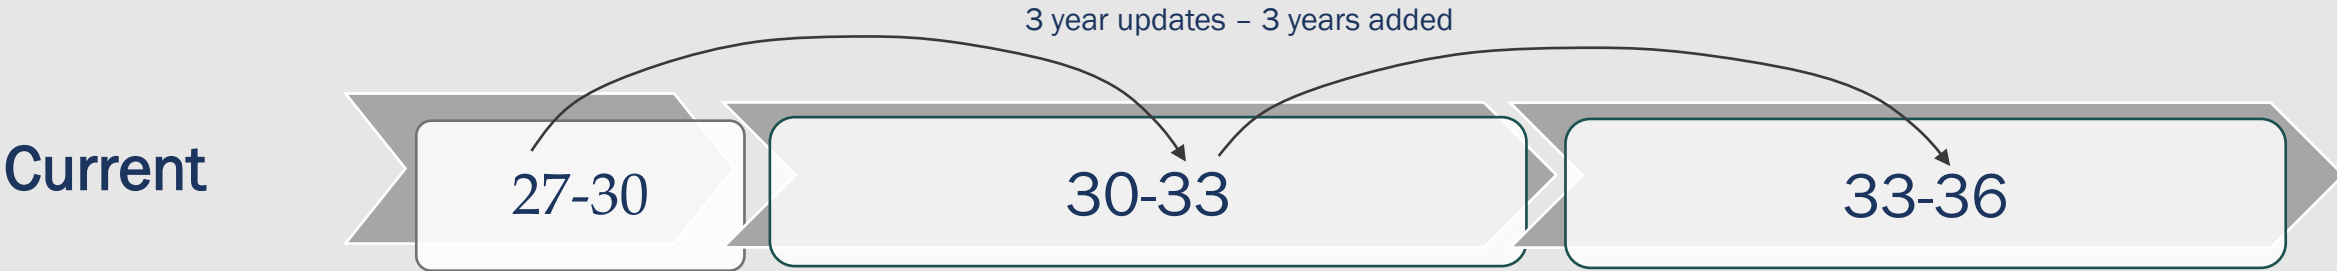 3 year updates – 3 years added
Current
27-30
30-33
33-36